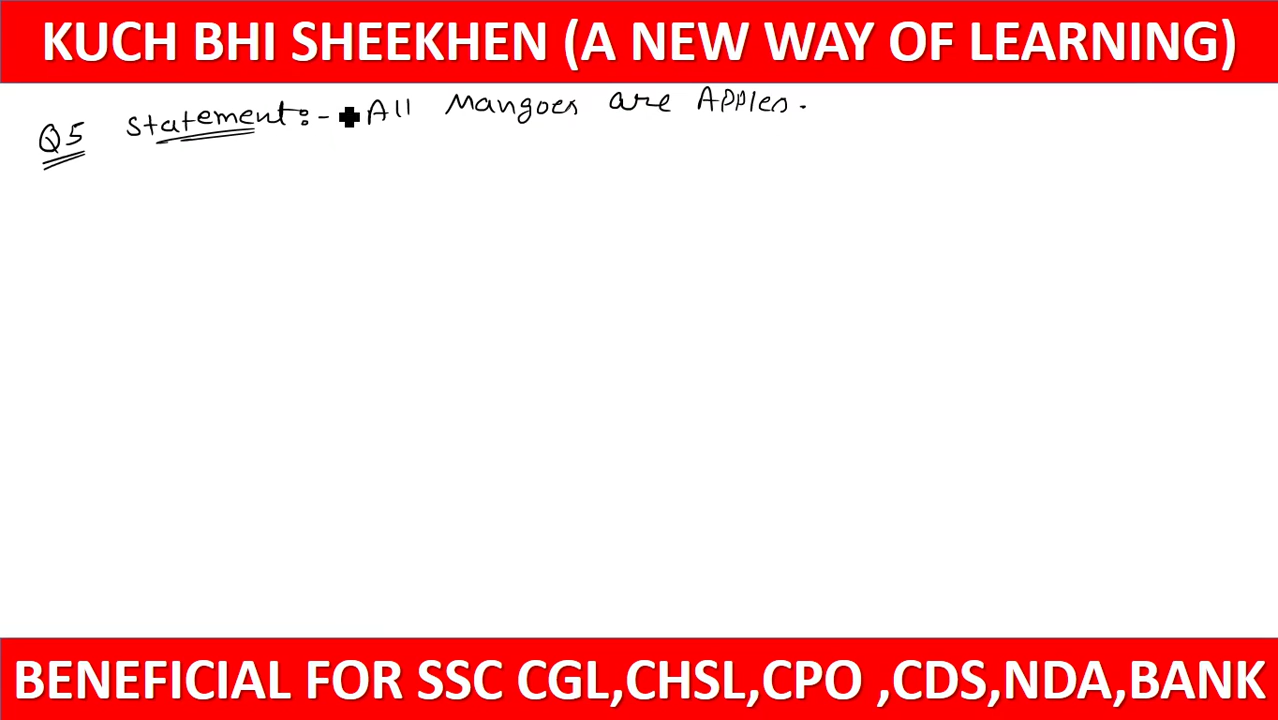 KUCH BHI SHEEKHEN (A NEW WAY OF LEARNING)
Q5 Statement:- All Mangoes are Apples.
BENEFICIAL FOR SSC CGL,CHSL,CPO ,CDS,NDA,BANK